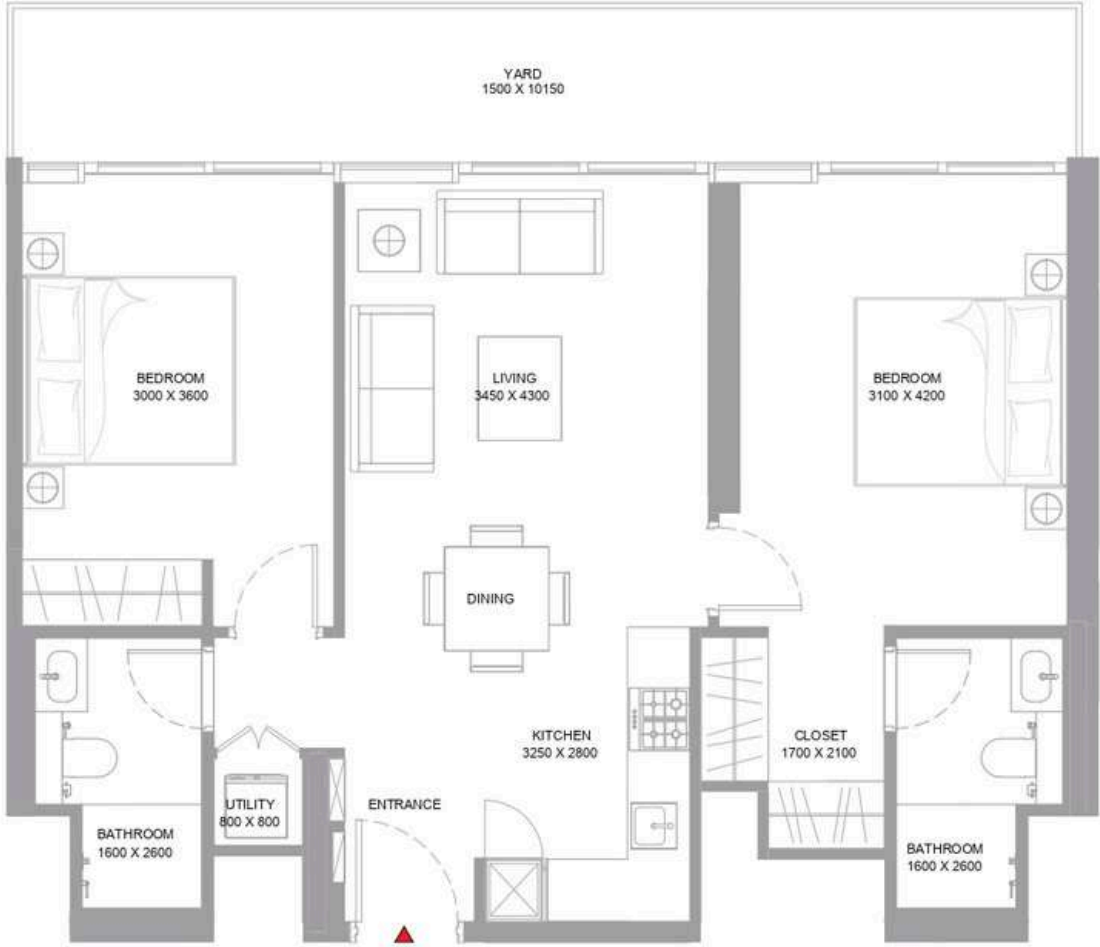 YARD
1500 X 10150
BEDROOM
3000 X 3600
LIVING
3450 X 4300
BEDROOM
3100 X 4200
DINING
KITCHEN
3250 X 2800
CLOSET
1700 X 2100
UTILITY
800 X 800
ENTRANCE
BATHROOM
1600 X 2600
BATHROOM
1600 X 2600